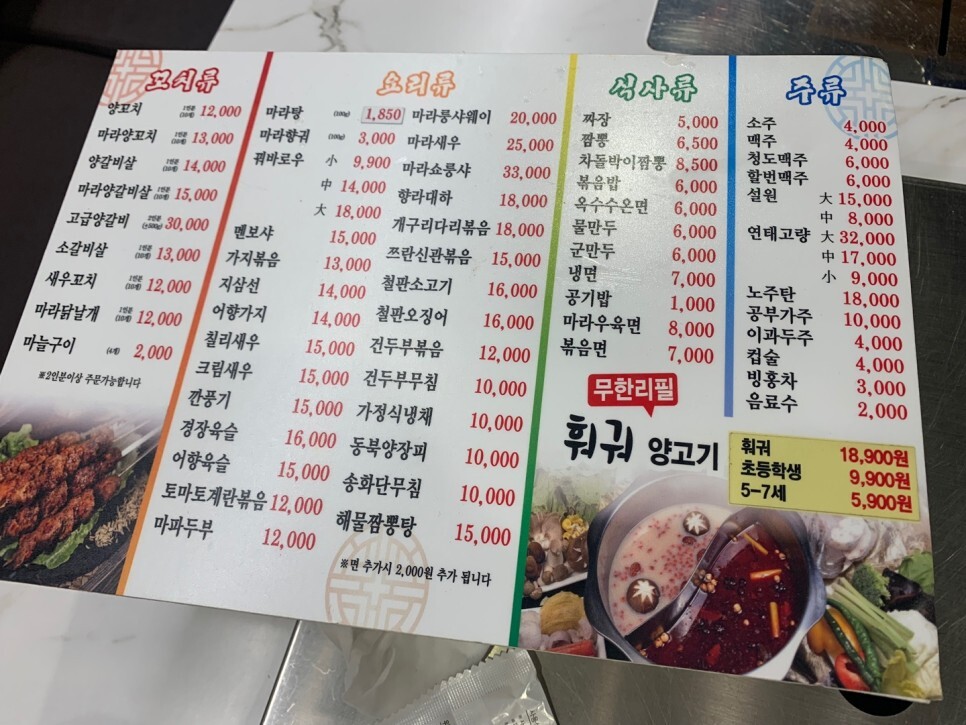 꼬치류
양꼬치 1인분 (10개) 12,000
마라양꼬치 1인분 (10개) 13,000
양갈비살 1인분 (10개) 14,000
마라양갈비살 1인분 (10개) 15,000
고급양갈비 2인분 (±500g) 30,000
소갈비살 1인분 (10개) 13,000
새우꼬치 1인분 (10개) 12,000
마라닭날개 1인분 (10개) 12,000
마늘구이 (4개) 2,000
※2인분이상 주문가능합니다
요리류
마라탕 (100g) 1,850
마라향궈 (100g) 3,000
꿔바로우 小 9,900
中 14,000
大 18,000
멘보샤 15,000
가지볶음 13,000
지삼선 14,000
어향가지 14,000
칠리새우 15,000
크림새우 15,000
깐풍기 15,000
경장육슬 16,000
어향육슬 15,000
토마토계란볶음 12,000
마파두부 12,000
마라룽샤웨이 20,000
마라새우 25,000
마라쇼룽샤 33,000
향라대하 18,000
개구리다리볶음 18,000
쯔란신관볶음 15,000
철판소고기 16,000
철판오징어 16,000
건두부볶음 12,000
건두부무침 10,000
가정식냉채 10,000
동북양장피 10,000
송화단무침 10,000
해물짬뽕탕 15,000
※면 추가시 2,000원 추가 됩니다
식사류
짜장 5,000
짬뽕 6,500
차돌박이짬뽕 8,500
볶음밥 6,000
옥수수온면 6,000
물만두 6,000
군만두 6,000
냉면 7,000
공기밥 1,000
마라우육면 8,000
볶음면 7,000
주류
소주 4,000
맥주 4,000
청도맥주 6,000
할빈맥주 6,000
설원 大 15,000
中 8,000
연태고량 大 32,000
中 17,000
小 9,000
노주탄 18,000
공부가주 10,000
이과두주 4,000
컵술 4,000
빙홍차 3,000
음료수 2,000
무한리필
훠궈 양고기
훠궈 18,900원
초등학생 9,900원
5-7세 5,900원